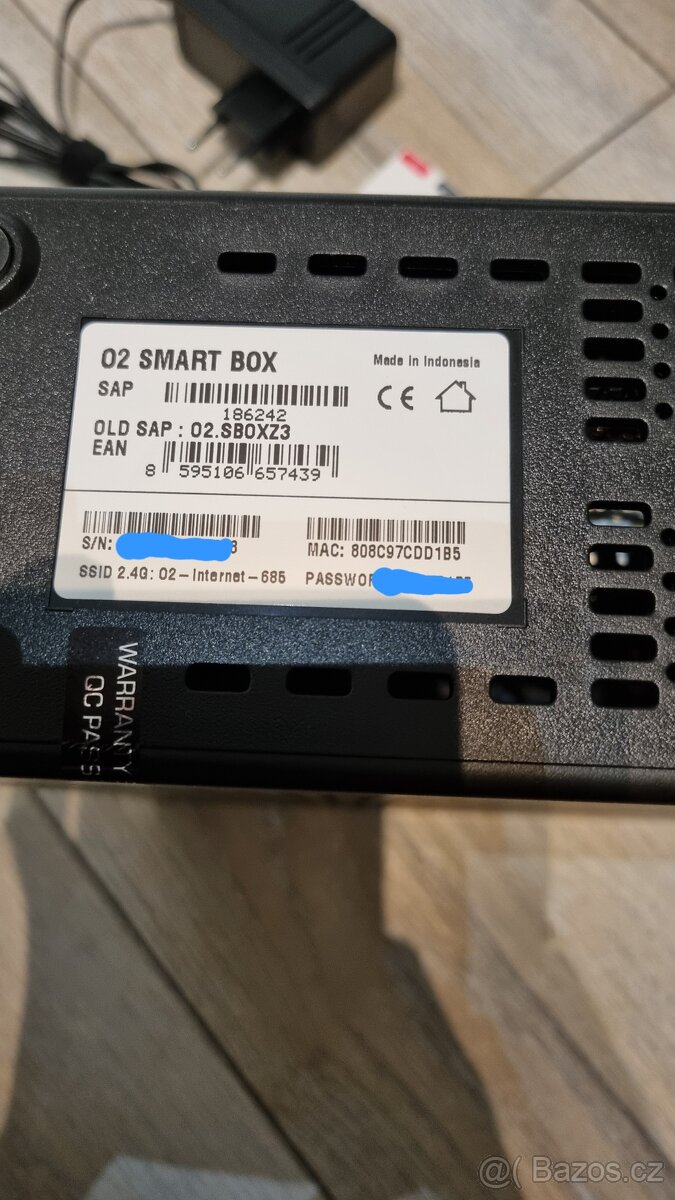 O2 SMART BOX
Made in Indonesia
SAP
186242
OLD SAP : O2.SBOXZ3
EAN
8 595106 657439
S/N:
MAC: 808C97CDD1B5
SSID 2.4G: O2-Internet-685
WARRANTY
QC PASS
@( Bazos.cz